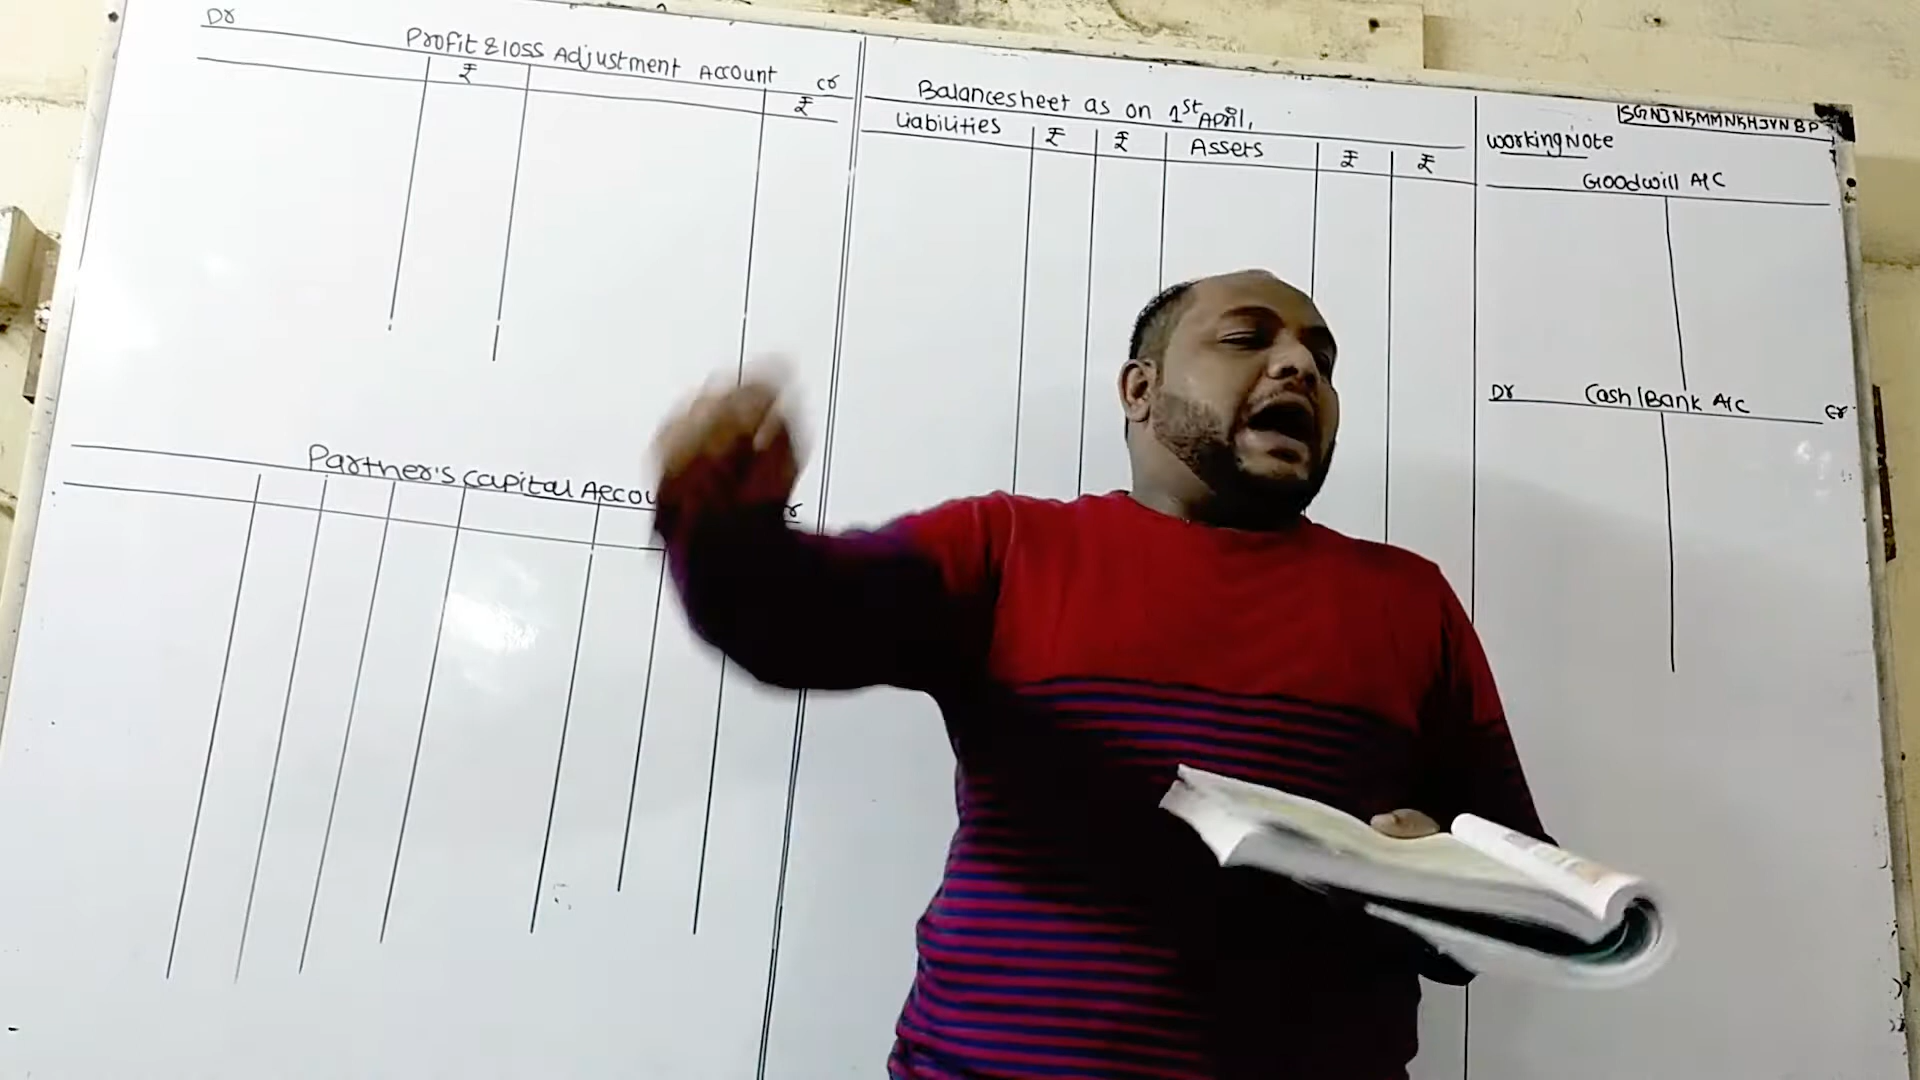 Dr
Profit & loss Adjustment Account Cr
₹ ₹
Partner's Capital Accou
Balancesheet as on 1st April,
Liabilities ₹ ₹ Assets ₹ ₹
Working Note
Goodwill A/C
Dr Cash/Bank A/C Cr